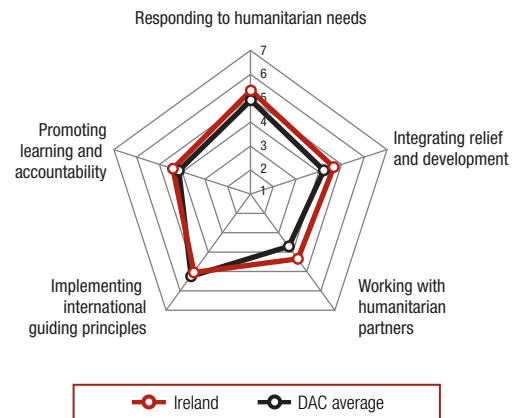 Responding to humanitarian needs
7
6
5
4
3
2
1
Promoting
learning and
accountability
Integrating relief
and development
Implementing
international
guiding principles
Working with
humanitarian
partners
Ireland
DAC average